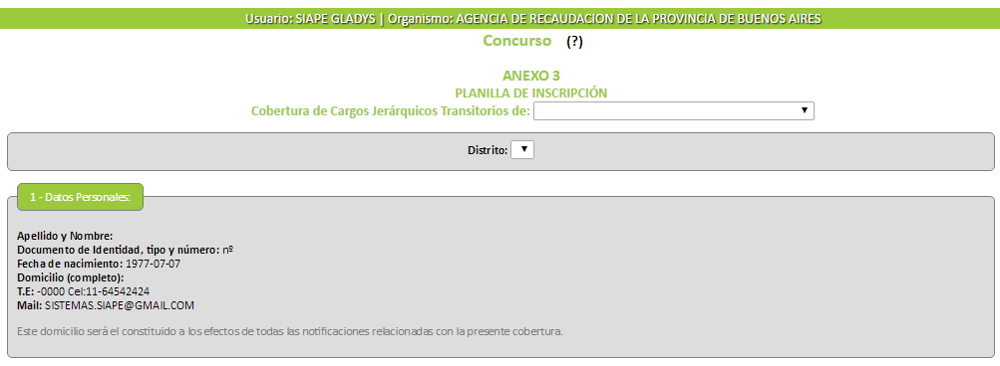 Usuario: SIAPE GLADYS | Organismo: AGENCIA DE RECAUDACION DE LA PROVINCIA DE BUENOS AIRES
Concurso (?)
ANEXO 3
PLANILLA DE INSCRIPCIÓN
Cobertura de Cargos Jerárquicos Transitorios de:
Distrito:
1 - Datos Personales:
Apellido y Nombre:
Documento de Identidad, tipo y número: nº
Fecha de nacimiento: 1977-07-07
Domicilio (completo):
T.E: -0000 Cel:11-64542424
Mail: SISTEMAS.SIAPE@GMAIL.COM
Este domicilio será el constituido a los efectos de todas las notificaciones relacionadas con la presente cobertura.